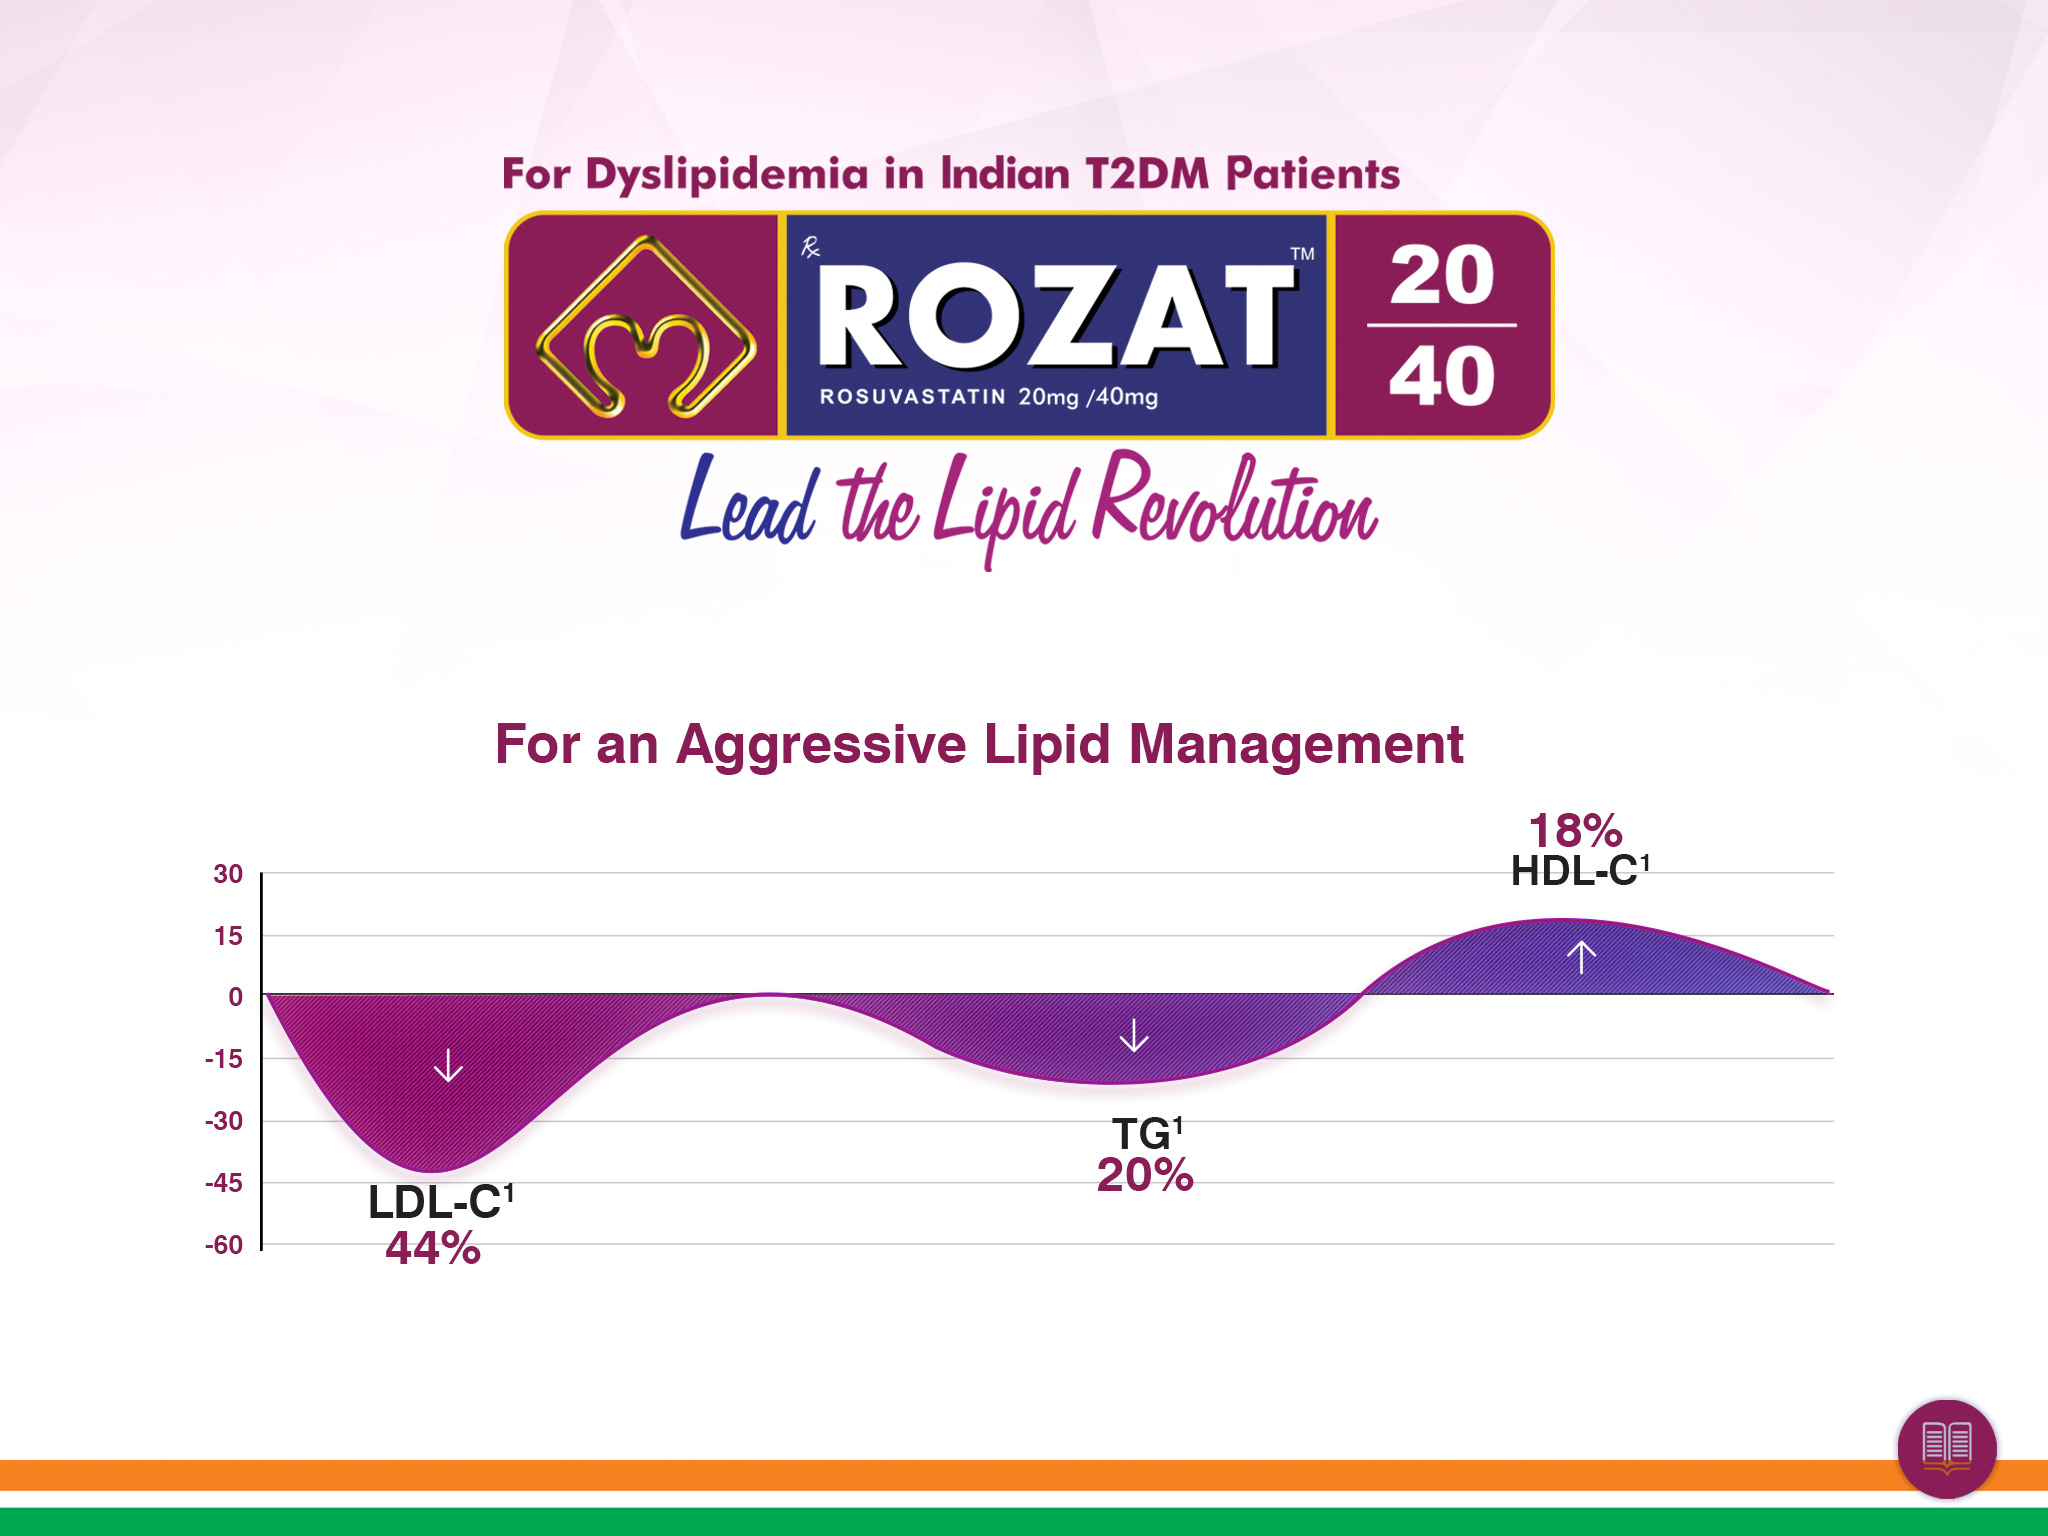 For Dyslipidemia in Indian T2DM Patients
Rx ROZAT™
ROSUVASTATIN 20mg /40mg
20
40
Lead the Lipid Revolution
For an Aggressive Lipid Management
18%
HDL-C¹
30
15
0
-15
-30
-45
-60
TG¹
20%
LDL-C¹
44%